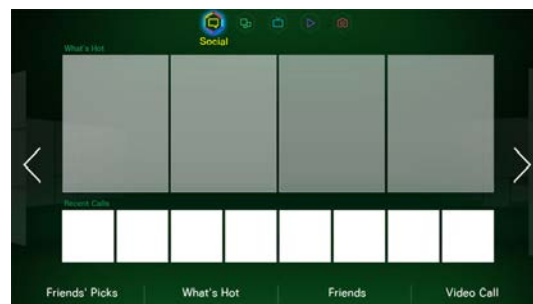 Social
What's Hot
Recent Calls
Friends' Picks
What's Hot
Friends
Video Call